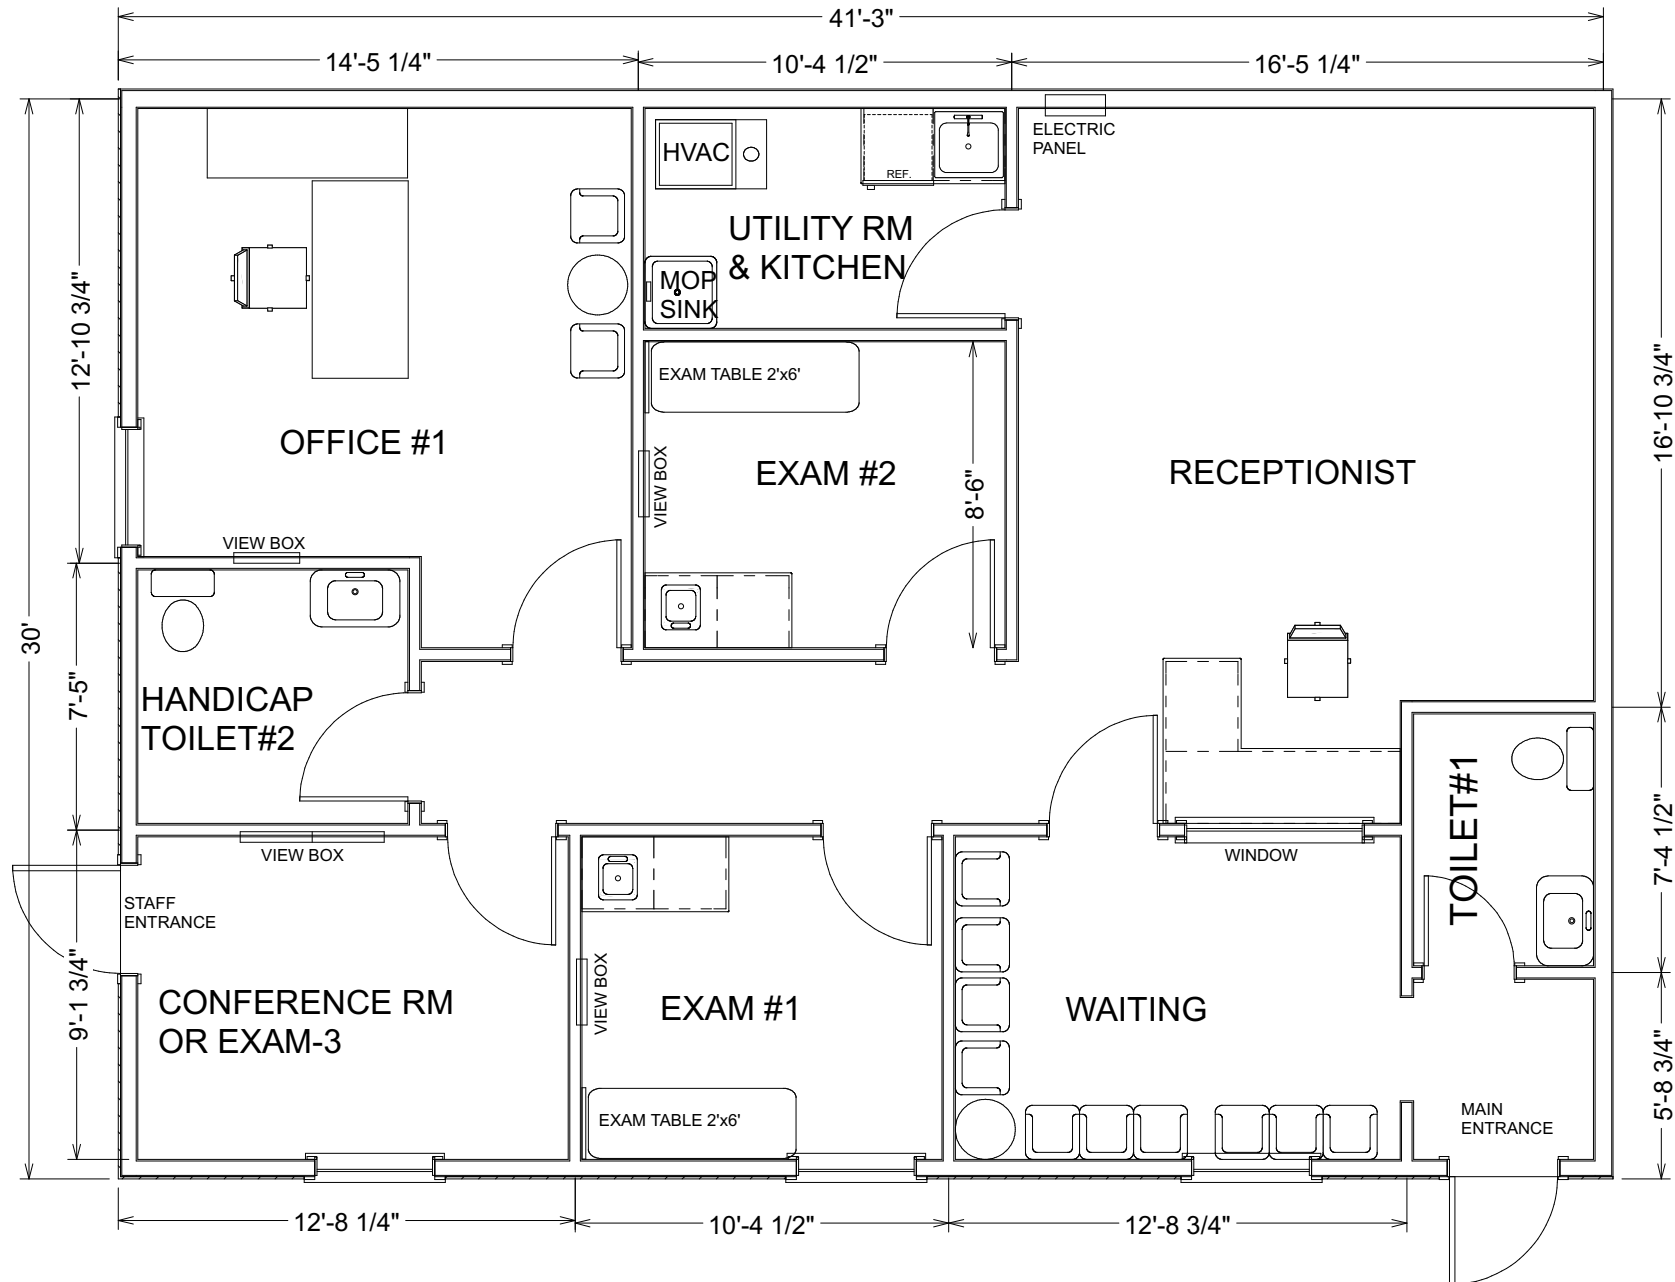 41'-3"
14'-5 1/4"
10'-4 1/2"
16'-5 1/4"
ELECTRIC
PANEL
HVAC
REF.
UTILITY RM
& KITCHEN
MOP
SINK
12'-10 3/4"
16'-10 3/4"
EXAM TABLE 2'x6'
OFFICE #1
VIEW BOX
EXAM #2
8'-6"
RECEPTIONIST
VIEW BOX
30'
7'-5"
HANDICAP
TOILET#2
TOILET#1
7'-4 1/2"
VIEW BOX
WINDOW
STAFF
ENTRANCE
9'-1 3/4"
CONFERENCE RM
OR EXAM-3
VIEW BOX
EXAM #1
WAITING
5'-8 3/4"
EXAM TABLE 2'x6'
MAIN
ENTRANCE
12'-8 1/4"
10'-4 1/2"
12'-8 3/4"